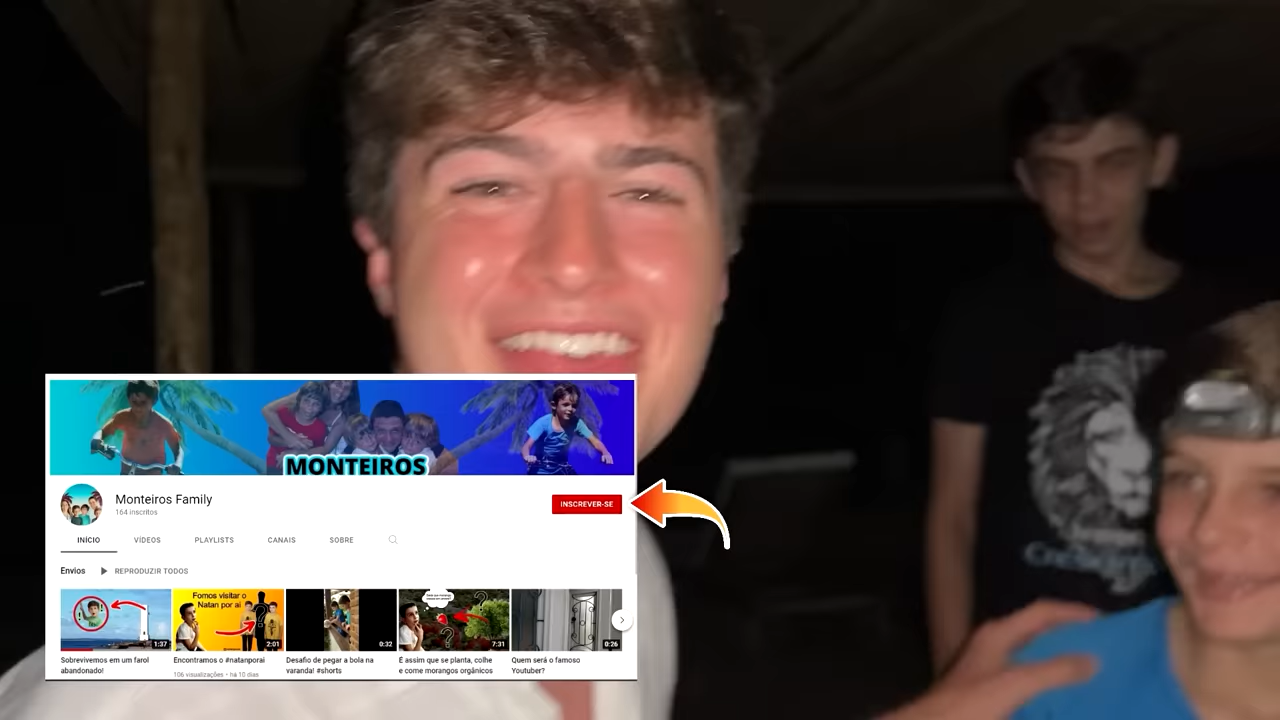 MONTEIROS
Monteiros Family
164 inscritos
INSCREVER-SE
INÍCIO VÍDEOS PLAYLISTS CANAIS SOBRE
Envios REPRODUZIR TODOS
Fomos visitar o
Natan por aí
1:37 2:01 0:32 7:31 0:26
Sobrevivemos em um farol
abandonado!
Encontramos o #natanporai
106 visualizações • há 10 dias
Desafio de pegar a bola na
varanda! #shorts
É assim que se planta, colhe
e come morangos orgânicos
Quem será o famoso
Youtuber?